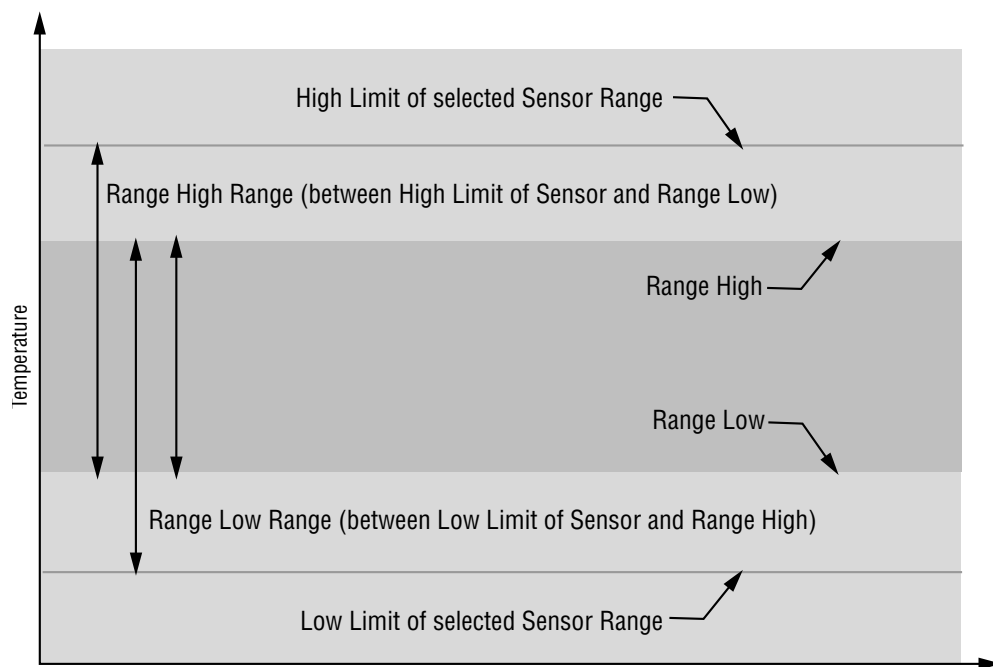 High Limit of selected Sensor Range
Range High Range (between High Limit of Sensor and Range Low)
Range High
Temperature
Range Low
Range Low Range (between Low Limit of Sensor and Range High)
Low Limit of selected Sensor Range